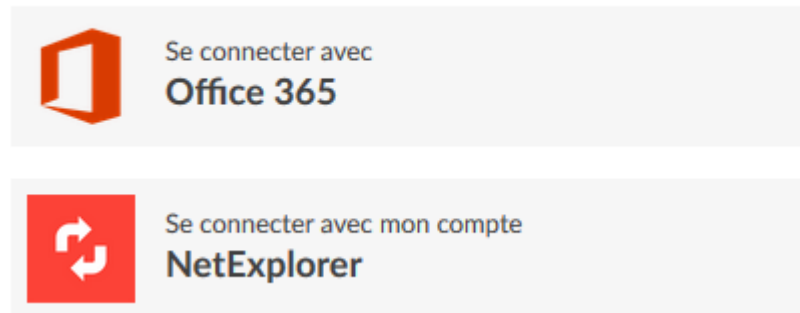 Se connecter avec
Office 365
Se connecter avec mon compte
NetExplorer